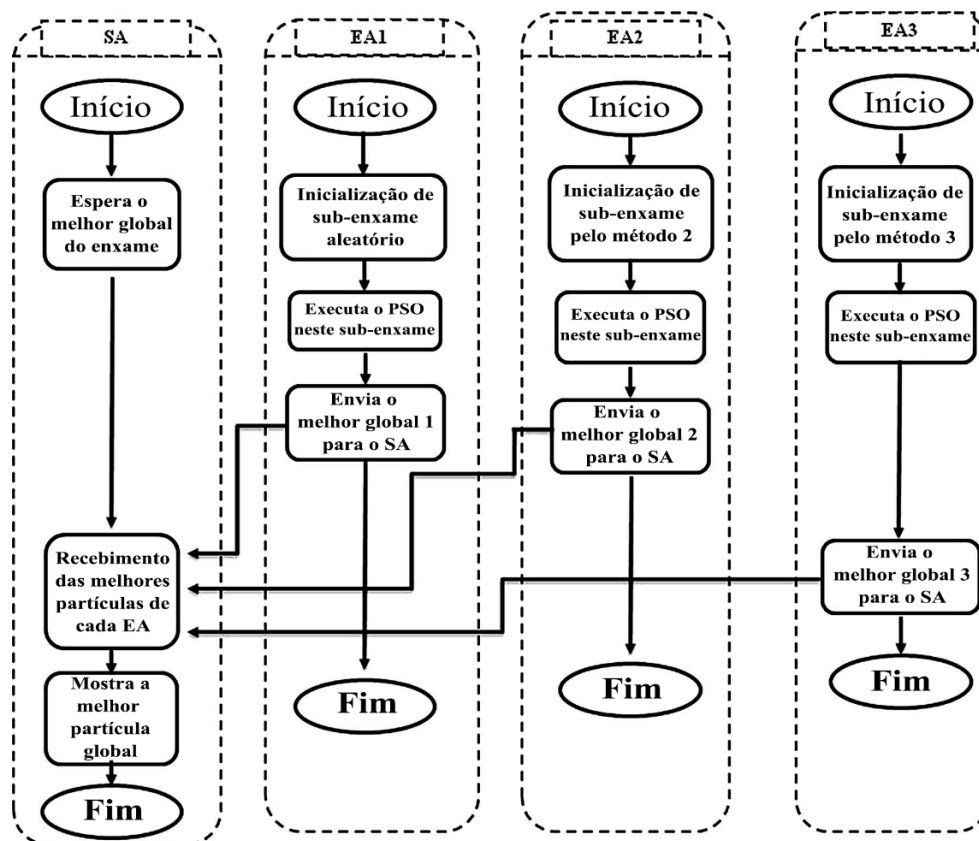 SA
Início
Espera o
melhor global
do enxame
Recebimento
das melhores
partículas de
cada EA
Mostra a
melhor
partícula
global
Fim
EA1
Início
Inicialização de
sub-enxame
aleatório
Executa o PSO
neste sub-enxame
Envia o
melhor global 1
para o SA
Fim
EA2
Início
Inicialização de
sub-enxame
pelo método 2
Executa o PSO
neste sub-enxame
Envia o
melhor global 2
para o SA
Fim
EA3
Início
Inicialização de
sub-enxame
pelo método 3
Executa o PSO
neste sub-enxame
Envia o
melhor global 3
para o SA
Fim